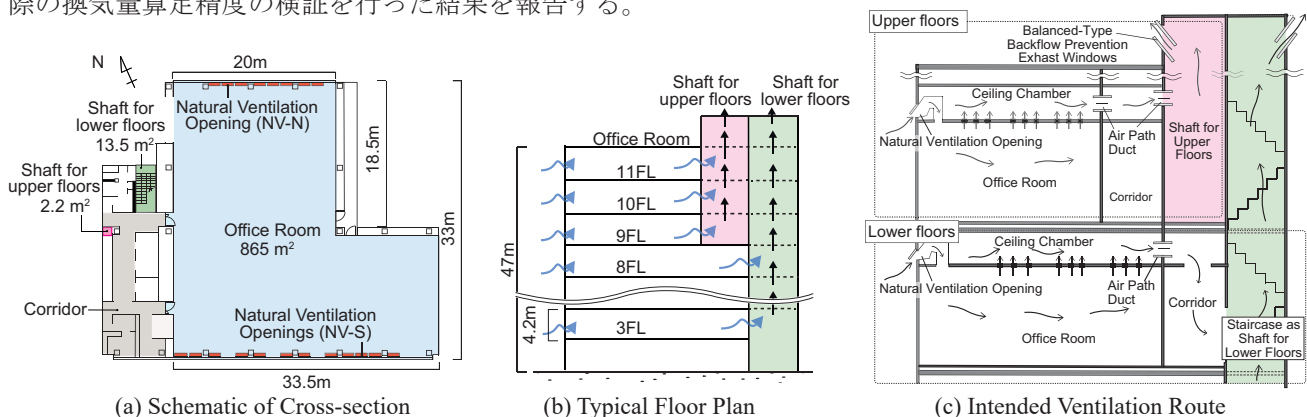 際の換気量算定精度の検証を行った結果を報告する。
N
20m
Natural Ventilation
Opening (NV-N)
Shaft for
lower floors
13.5 m²
Shaft for
upper floors
2.2 m²
18.5m
33m
Office Room
865 m²
Corridor
Natural Ventilation
Openings (NV-S)
33.5m
(a) Schematic of Cross-section
Shaft for
upper floors
Shaft for
lower floors
Office Room
11FL
10FL
9FL
8FL
3FL
47m
4.2m
(b) Typical Floor Plan
Upper floors
Balanced-Type
Backflow Prevention
Exhast Windows
Ceiling Chamber
Natural Ventilation Opening
Air Path
Duct
Shaft for
Upper
Floors
Office Room
Corridor
Lower floors
Ceiling Chamber
Natural Ventilation Opening
Air Path
Duct
Corridor
Office Room
Staircase as
Shaft for
Lower Floors
(c) Intended Ventilation Route